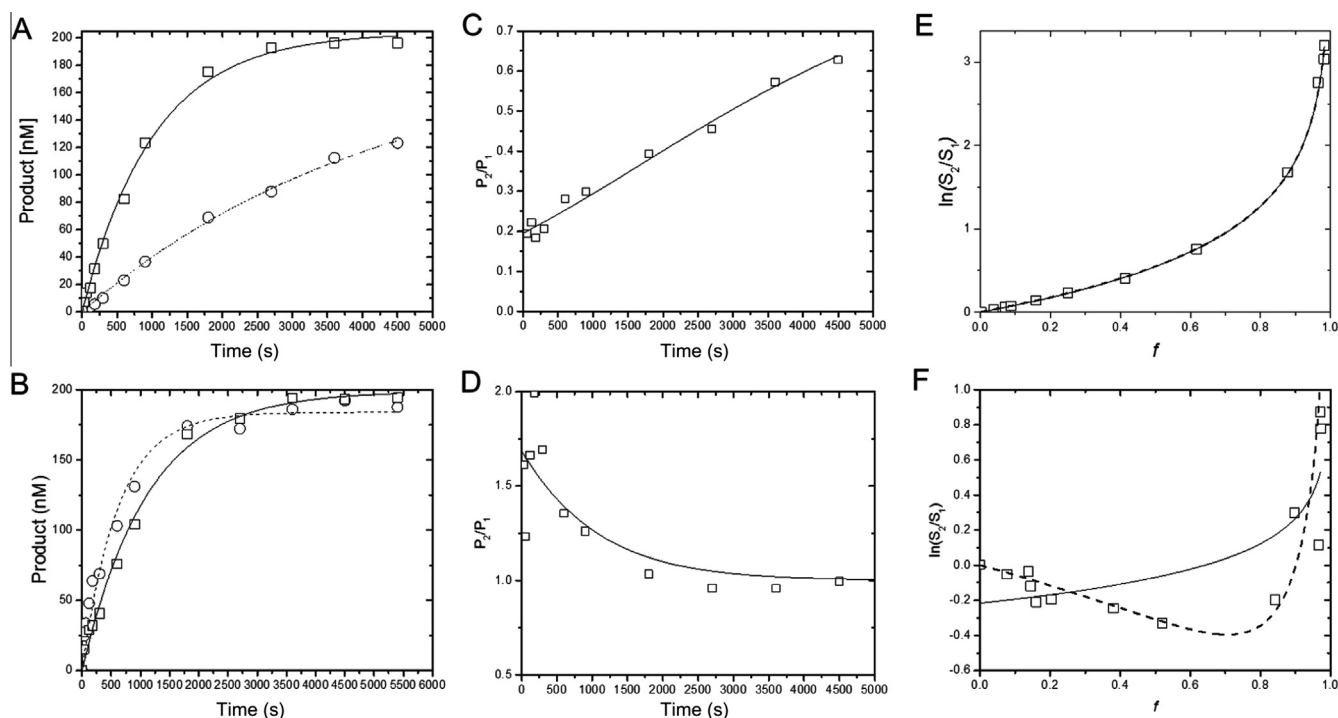 A
200
180
160
140
120
100
80
60
40
20
0
Product [nM]
0 500 1000 1500 2000 2500 3000 3500 4000 4500 5000
Time (s)
C
0.7
0.6
0.5
0.4
0.3
0.2
0.1
0.0
P2/P1
0 500 1000 1500 2000 2500 3000 3500 4000 4500 5000
Time (s)
E
3
2
1
0
ln(S2/S1)
0.0 0.2 0.4 0.6 0.8 1.0
f
B
200
150
100
50
0
Product (nM)
0 500 1000 1500 2000 2500 3000 3500 4000 4500 5000 5500 6000
Time (s)
D
2.0
1.5
1.0
0.5
P2/P1
0 500 1000 1500 2000 2500 3000 3500 4000 4500 5000
Time (s)
F
1.0
0.8
0.6
0.4
0.2
0.0
-0.2
-0.4
-0.6
ln(S2/S1)
0.0 0.2 0.4 0.6 0.8 1.0
f